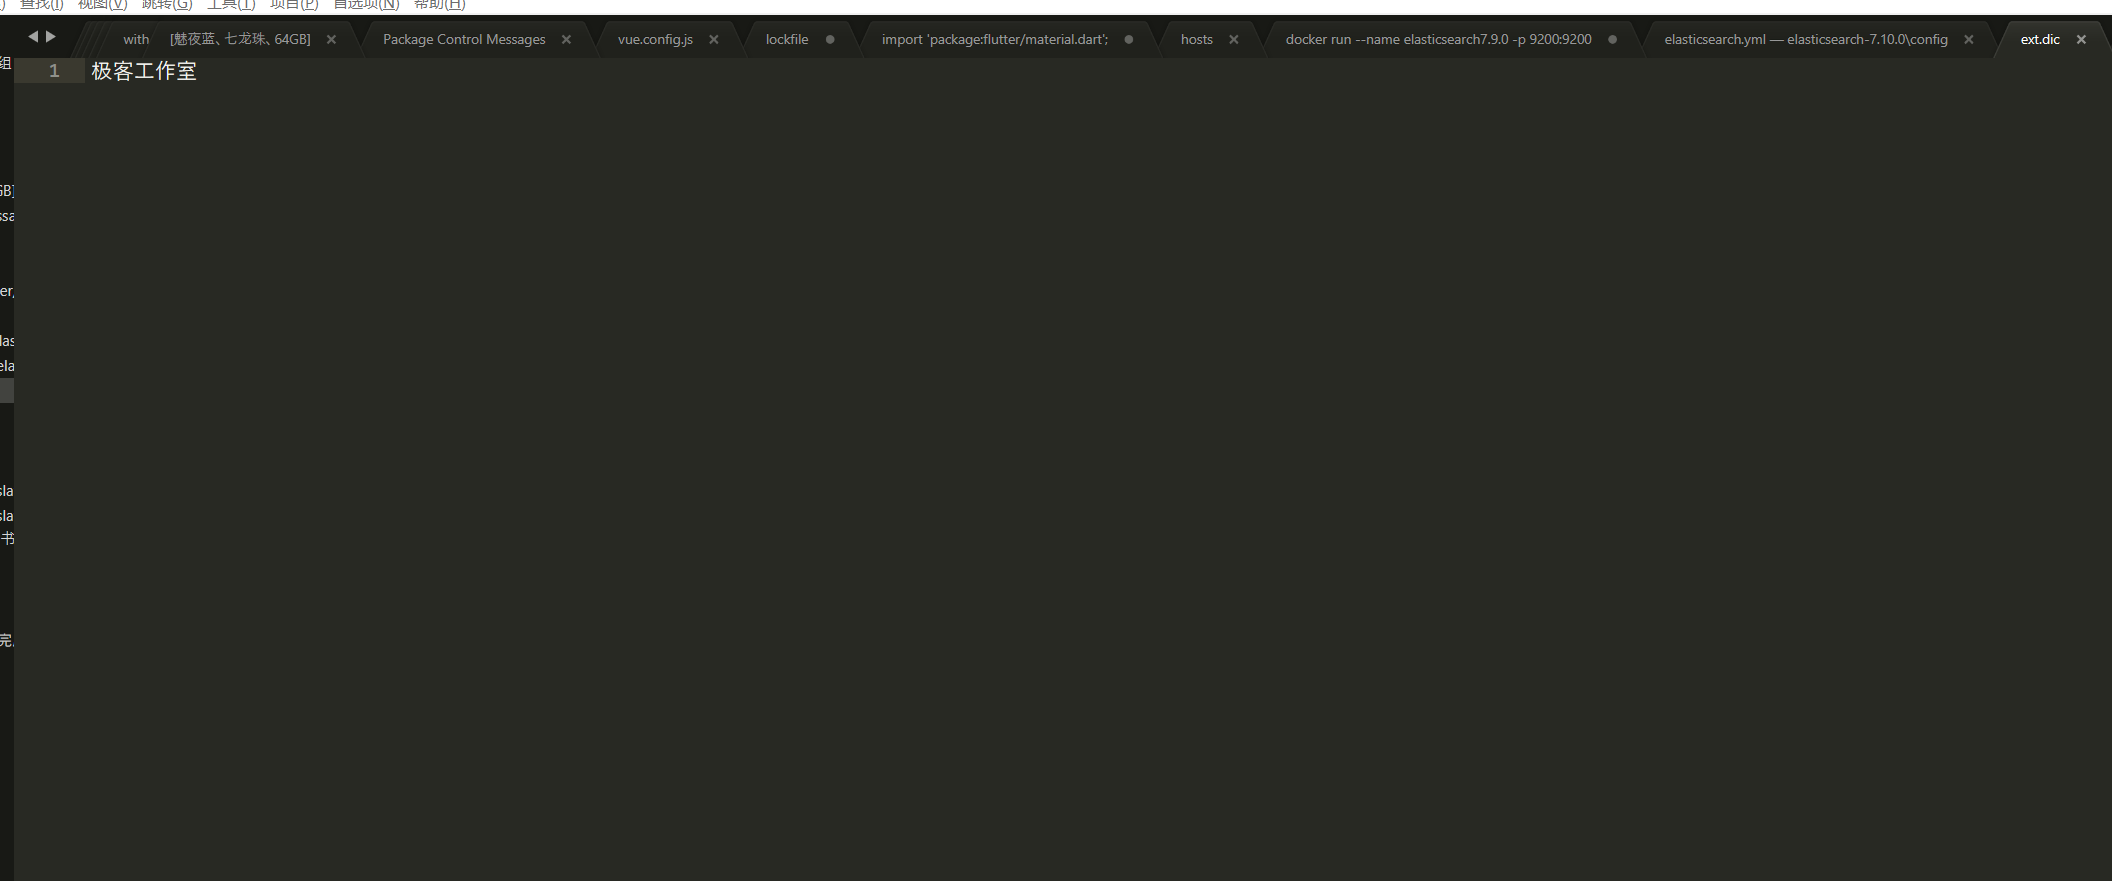 ) 查找(I) 视图(V) 跳转(G) 工具(T) 项目(P) 首选项(N) 帮助(H)
with [魅夜蓝、七龙珠、64GB] Package Control Messages vue.config.js lockfile import 'package:flutter/material.dart'; hosts docker run --name elasticsearch7.9.0 -p 9200:9200 elasticsearch.yml — elasticsearch-7.10.0\config ext.dic
组
1 极客工作室
GB]
ssa
er,
las
ela
sla
sla
书
完